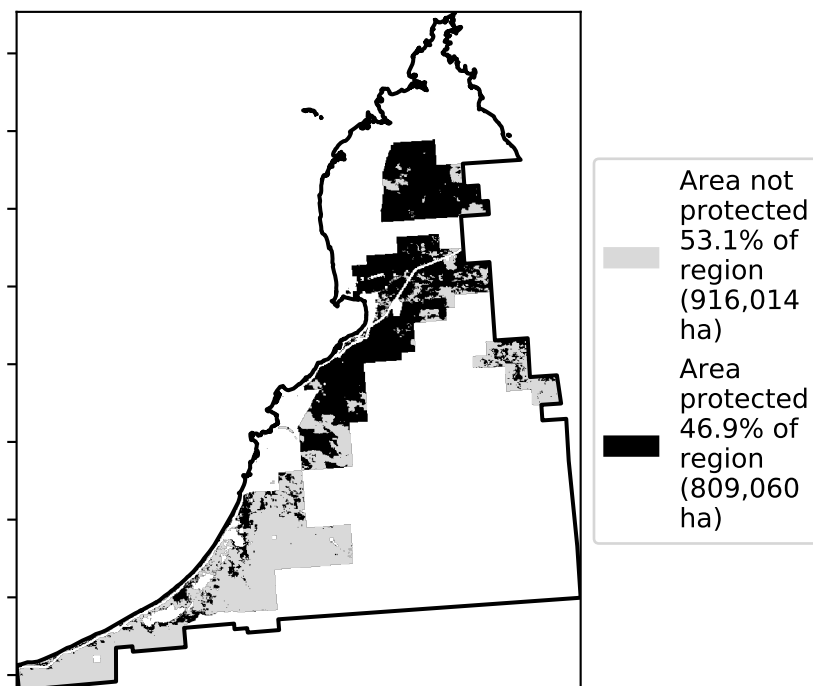 Area not
protected
53.1% of
region
(916,014
ha)
Area
protected
46.9% of
region
(809,060
ha)